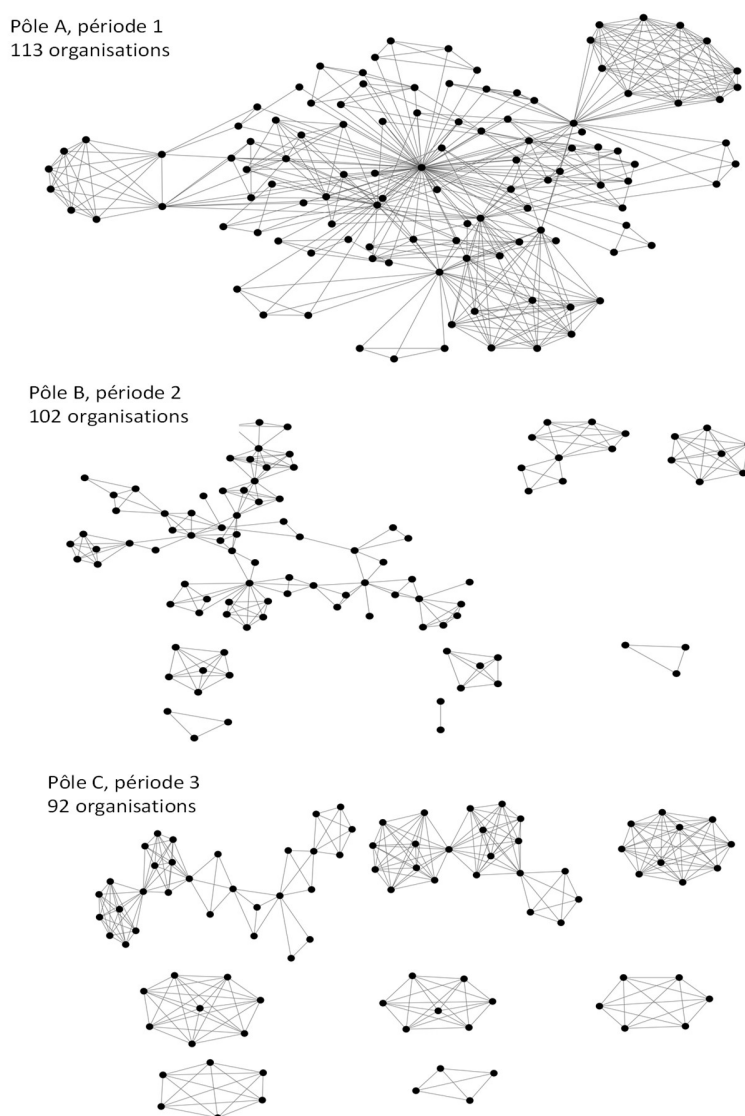 Pôle A, période 1
113 organisations
Pôle B, période 2
102 organisations
Pôle C, période 3
92 organisations